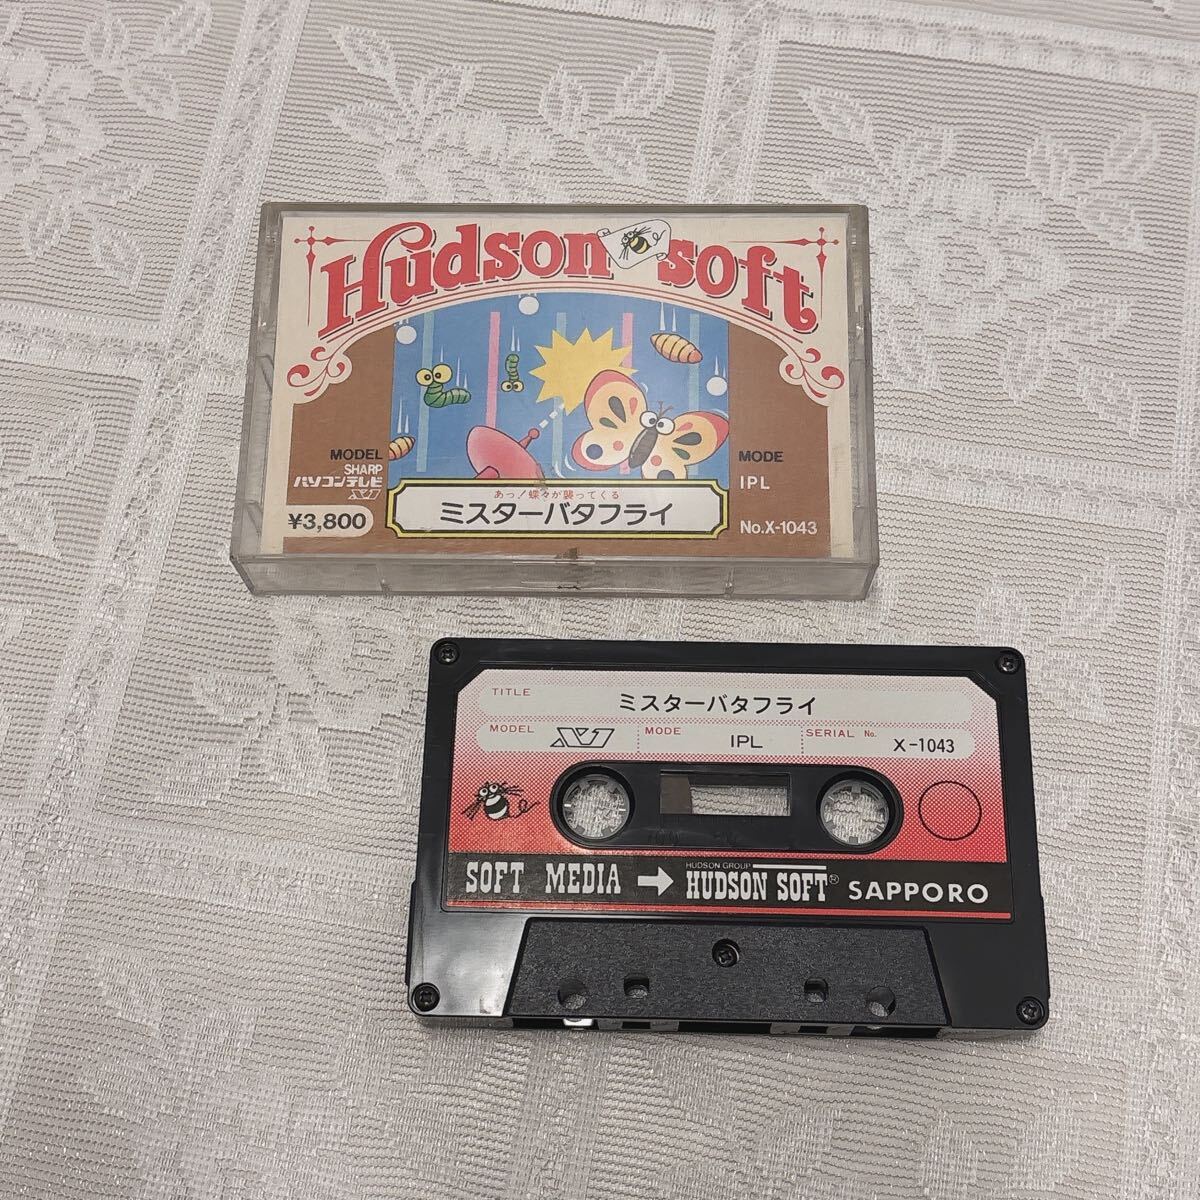 Hudson soft
MODEL
SHARP
パソコンテレビ
X1
¥3,800
MODE
IPL
No.X-1043
あっ!蝶々が襲ってくる
ミスターバタフライ
TITLE
ミスターバタフライ
MODEL X1 MODE IPL SERIAL No. X-1043
HUDSON GROUP
SOFT MEDIA → HUDSON SOFT® SAPPORO